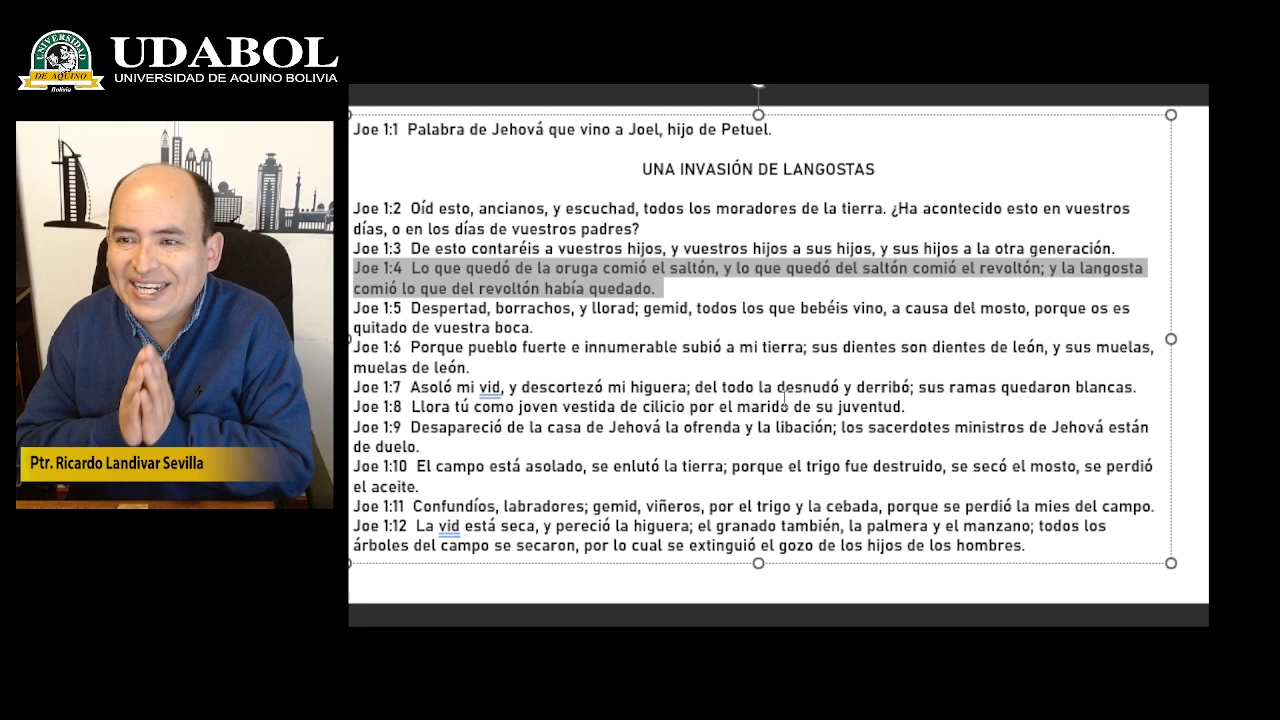 UNIVERSIDAD
DE AQUINO
Bolivia
UDABOL
UNIVERSIDAD DE AQUINO BOLIVIA
Ptr. Ricardo Landivar Sevilla
Joe 1:1 Palabra de Jehová que vino a Joel, hijo de Petuel.
UNA INVASIÓN DE LANGOSTAS
Joe 1:2 Oíd esto, ancianos, y escuchad, todos los moradores de la tierra. ¿Ha acontecido esto en vuestros
días, o en los días de vuestros padres?
Joe 1:3 De esto contaréis a vuestros hijos, y vuestros hijos a sus hijos, y sus hijos a la otra generación.
Joe 1:4 Lo que quedó de la oruga comió el saltón, y lo que quedó del saltón comió el revoltón; y la langosta
comió lo que del revoltón había quedado.
Joe 1:5 Despertad, borrachos, y llorad; gemid, todos los que bebéis vino, a causa del mosto, porque os es
quitado de vuestra boca.
Joe 1:6 Porque pueblo fuerte e innumerable subió a mi tierra; sus dientes son dientes de león, y sus muelas,
muelas de león.
Joe 1:7 Asoló mi vid, y descortezó mi higuera; del todo la desnudó y derribó; sus ramas quedaron blancas.
Joe 1:8 Llora tú como joven vestida de cilicio por el marido de su juventud.
Joe 1:9 Desapareció de la casa de Jehová la ofrenda y la libación; los sacerdotes ministros de Jehová están
de duelo.
Joe 1:10 El campo está asolado, se enlutó la tierra; porque el trigo fue destruido, se secó el mosto, se perdió
el aceite.
Joe 1:11 Confundíos, labradores; gemid, viñeros, por el trigo y la cebada, porque se perdió la mies del campo.
Joe 1:12 La vid está seca, y pereció la higuera; el granado también, la palmera y el manzano; todos los
árboles del campo se secaron, por lo cual se extinguió el gozo de los hijos de los hombres.